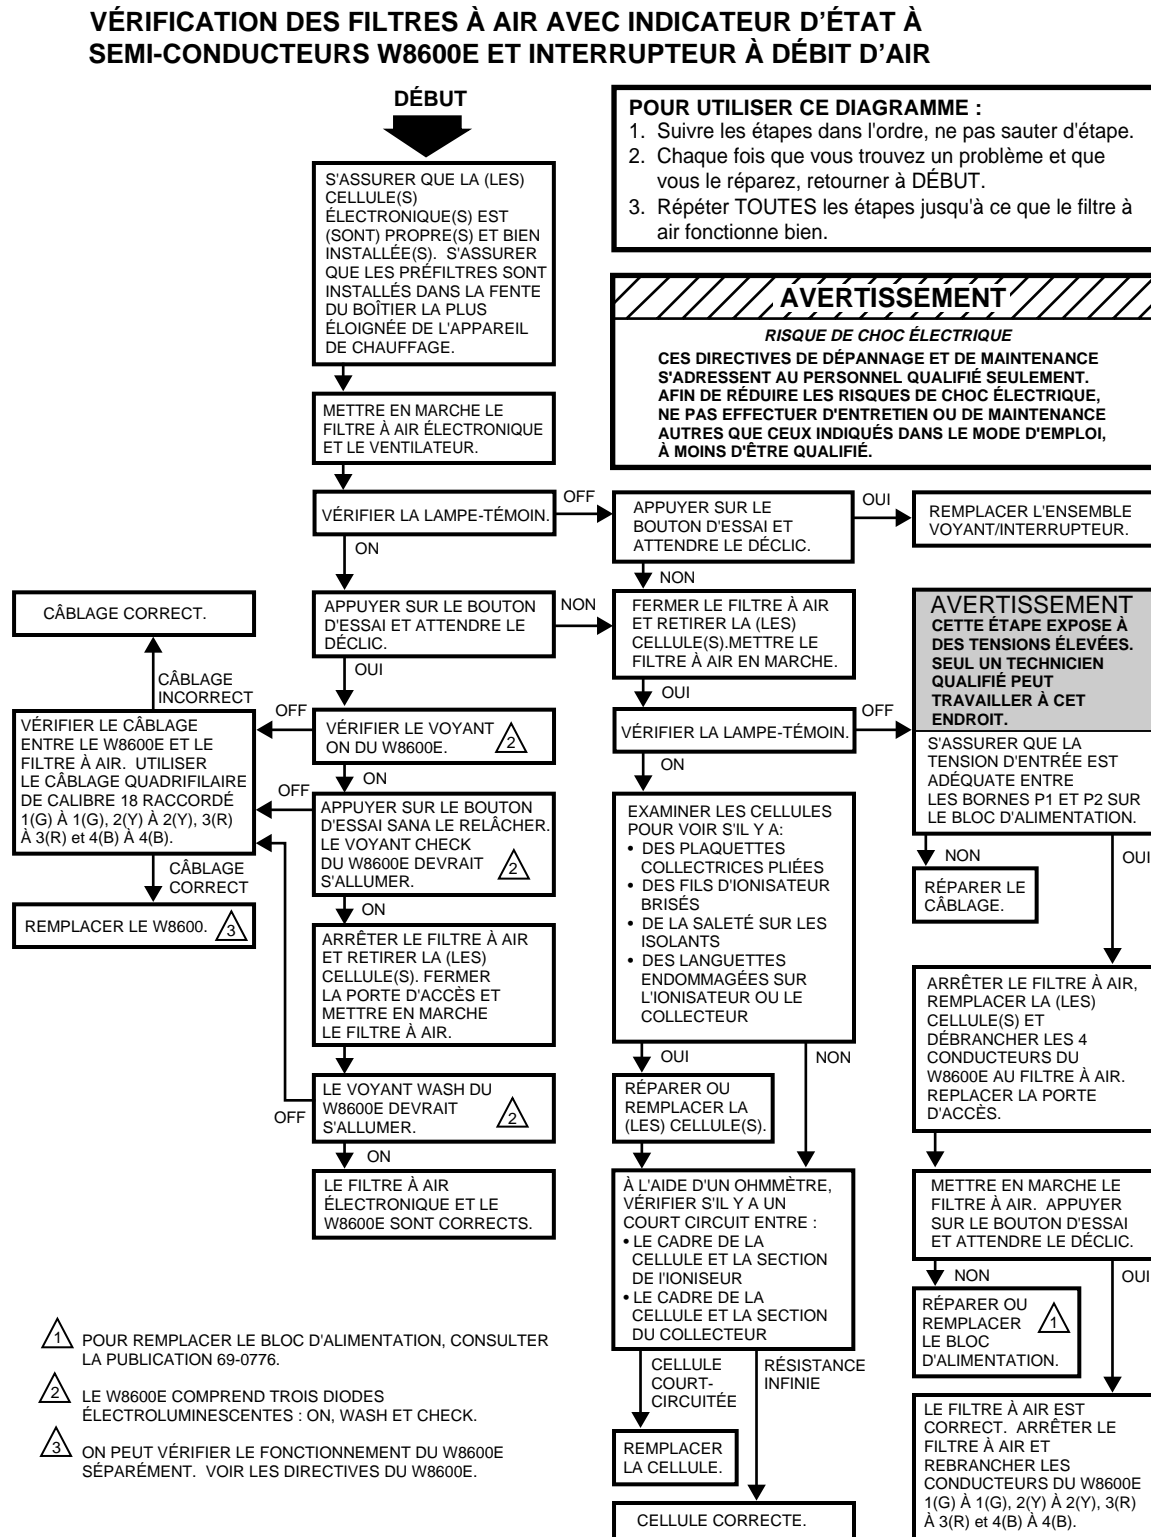 VÉRIFICATION DES FILTRES À AIR AVEC INDICATEUR D'ÉTAT À
SEMI-CONDUCTEURS W8600E ET INTERRUPTEUR À DÉBIT D'AIR
DÉBUT
POUR UTILISER CE DIAGRAMME :
1. Suivre les étapes dans l'ordre, ne pas sauter d'étape.
2. Chaque fois que vous trouvez un problème et que
vous le réparez, retourner à DÉBUT.
3. Répéter TOUTES les étapes jusqu'à ce que le filtre à
air fonctionne bien.
S'ASSURER QUE LA (LES)
CELLULE(S)
ÉLECTRONIQUE(S) EST
(SONT) PROPRE(S) ET BIEN
INSTALLÉE(S). S'ASSURER
QUE LES PRÉFILTRES SONT
INSTALLÉS DANS LA FENTE
DU BOÎTIER LA PLUS
ÉLOIGNÉE DE L'APPAREIL
DE CHAUFFAGE.
AVERTISSEMENT
RISQUE DE CHOC ÉLECTRIQUE
CES DIRECTIVES DE DÉPANNAGE ET DE MAINTENANCE
S'ADRESSENT AU PERSONNEL QUALIFIÉ SEULEMENT.
AFIN DE RÉDUIRE LES RISQUES DE CHOC ÉLECTRIQUE,
NE PAS EFFECTUER D'ENTRETIEN OU DE MAINTENANCE
AUTRES QUE CEUX INDIQUÉS DANS LE MODE D'EMPLOI,
À MOINS D'ÊTRE QUALIFIÉ.
METTRE EN MARCHE LE
FILTRE À AIR ÉLECTRONIQUE
ET LE VENTILATEUR.
VÉRIFIER LA LAMPE-TÉMOIN.
OFF
ON
APPUYER SUR LE
BOUTON D'ESSAI ET
ATTENDRE LE DÉCLIC.
OUI
NON
REMPLACER L'ENSEMBLE
VOYANT/INTERRUPTEUR.
CÂBLAGE CORRECT.
APPUYER SUR LE BOUTON
D'ESSAI ET ATTENDRE LE
DÉCLIC.
NON
OUI
FERMER LE FILTRE À AIR
ET RETIRER LA (LES)
CELLULE(S).METTRE LE
FILTRE À AIR EN MARCHE.
OUI
AVERTISSEMENT
CETTE ÉTAPE EXPOSE À
DES TENSIONS ÉLEVÉES.
SEUL UN TECHNICIEN
QUALIFIÉ PEUT
TRAVAILLER À CET
ENDROIT.
S'ASSURER QUE LA
TENSION D'ENTRÉE EST
ADÉQUATE ENTRE
LES BORNES P1 ET P2 SUR
LE BLOC D'ALIMENTATION.
NON
OUI
RÉPARER LE
CÂBLAGE.
CÂBLAGE
INCORRECT
VÉRIFIER LE CÂBLAGE
ENTRE LE W8600E ET LE
FILTRE À AIR. UTILISER
LE CÂBLAGE QUADRIFILAIRE
DE CALIBRE 18 RACCORDÉ
1(G) À 1(G), 2(Y) À 2(Y), 3(R)
À 3(R) et 4(B) À 4(B).
CÂBLAGE
CORRECT
REMPLACER LE W8600. 3
OFF
VÉRIFIER LE VOYANT
ON DU W8600E. 2
ON
OFF
APPUYER SUR LE BOUTON
D'ESSAI SANA LE RELÂCHER.
LE VOYANT CHECK
DU W8600E DEVRAIT
S'ALLUMER. 2
ON
ARRÊTER LE FILTRE À AIR
ET RETIRER LA (LES)
CELLULE(S). FERMER
LA PORTE D'ACCÈS ET
METTRE EN MARCHE
LE FILTRE À AIR.
OFF
LE VOYANT WASH DU
W8600E DEVRAIT
S'ALLUMER. 2
ON
LE FILTRE À AIR
ÉLECTRONIQUE ET LE
W8600E SONT CORRECTS.
VÉRIFIER LA LAMPE-TÉMOIN.
OFF
ON
EXAMINER LES CELLULES
POUR VOIR S'IL Y A:
• DES PLAQUETTES
COLLECTRICES PLIÉES
• DES FILS D'IONISATEUR
BRISÉS
• DE LA SALETÉ SUR LES
ISOLANTS
• DES LANGUETTES
ENDOMMAGÉES SUR
L'IONISATEUR OU LE
COLLECTEUR
OUI
NON
RÉPARER OU
REMPLACER LA
(LES) CELLULE(S).
À L'AIDE D'UN OHMMÈTRE,
VÉRIFIER S'IL Y A UN
COURT CIRCUIT ENTRE :
• LE CADRE DE LA
CELLULE ET LA SECTION
DE l'IONISEUR
• LE CADRE DE LA
CELLULE ET LA SECTION
DU COLLECTEUR
CELLULE
COURT-
CIRCUITÉE
RÉSISTANCE
INFINIE
REMPLACER
LA CELLULE.
CELLULE CORRECTE.
ARRÊTER LE FILTRE À AIR,
REMPLACER LA (LES)
CELLULE(S) ET
DÉBRANCHER LES 4
CONDUCTEURS DU
W8600E AU FILTRE À AIR.
REPLACER LA PORTE
D'ACCÈS.
METTRE EN MARCHE LE
FILTRE À AIR. APPUYER
SUR LE BOUTON D'ESSAI
ET ATTENDRE LE DÉCLIC.
NON
OUI
RÉPARER OU
REMPLACER 1
LE BLOC
D'ALIMENTATION.
LE FILTRE À AIR EST
CORRECT. ARRÊTER LE
FILTRE À AIR ET
REBRANCHER LES
CONDUCTEURS DU W8600E
1(G) À 1(G), 2(Y) À 2(Y), 3(R)
À 3(R) et 4(B) À 4(B).
1 POUR REMPLACER LE BLOC D'ALIMENTATION, CONSULTER
LA PUBLICATION 69-0776.
2 LE W8600E COMPREND TROIS DIODES
ÉLECTROLUMINESCENTES : ON, WASH ET CHECK.
3 ON PEUT VÉRIFIER LE FONCTIONNEMENT DU W8600E
SÉPARÉMENT. VOIR LES DIRECTIVES DU W8600E.